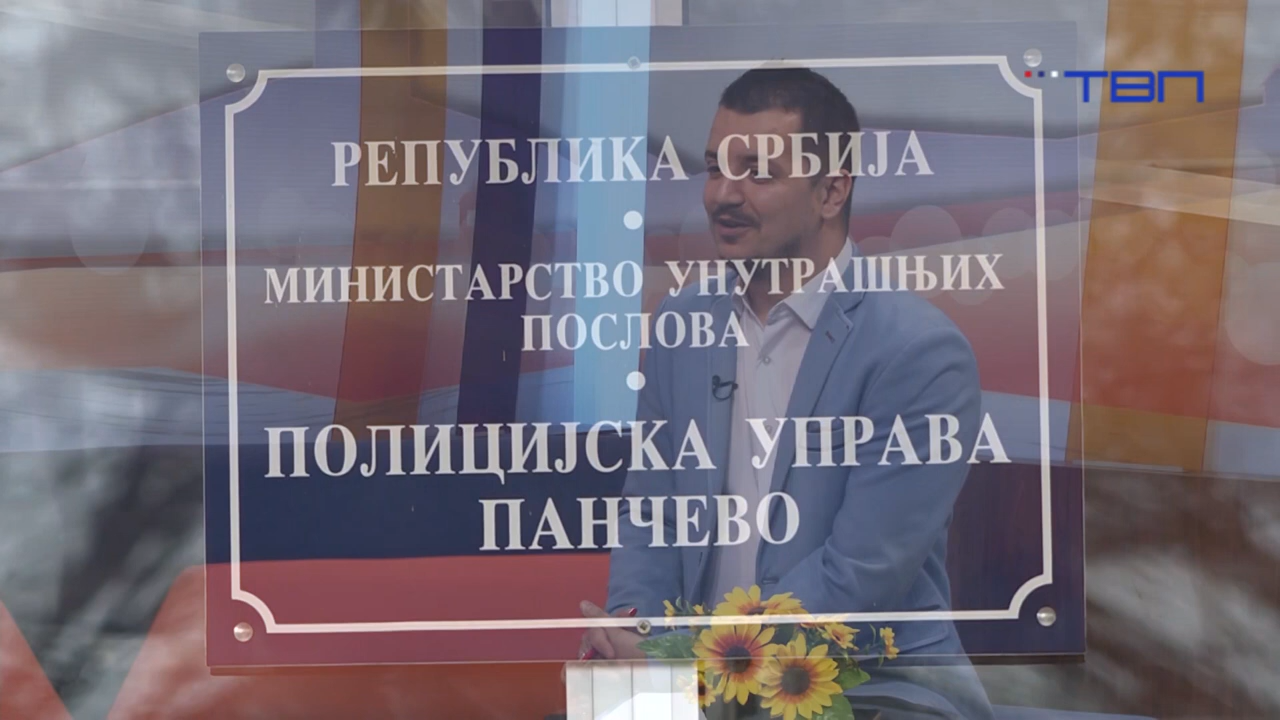 ТВП
РЕПУБЛИКА СРБИЈА
МИНИСТАРСТВО УНУТРАШЊИХ
ПОСЛОВА
ПОЛИЦИЈСКА УПРАВА
ПАНЧЕВО